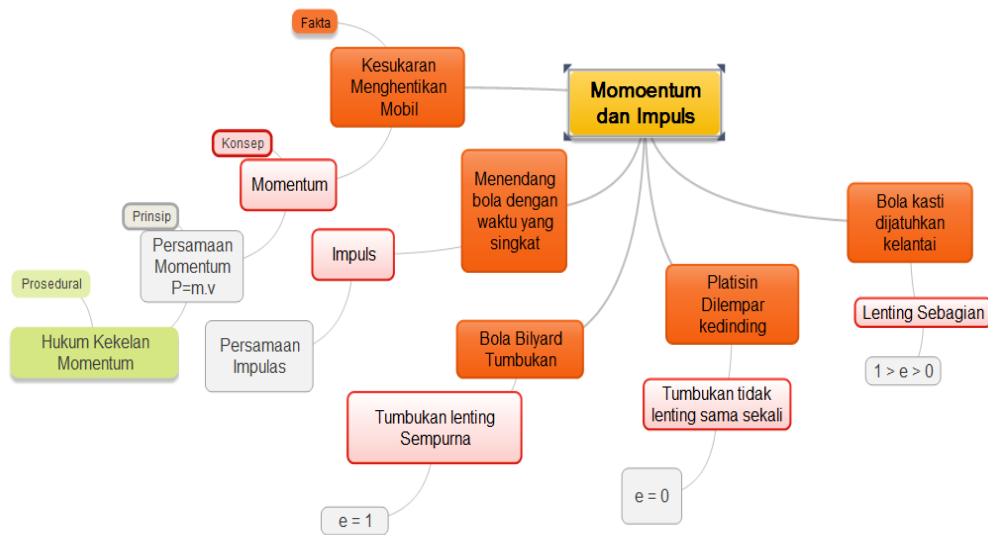 Fakta
Kesukaran
Menghentikan
Mobil
Momoentum
dan Impuls
Konsep
Momentum
Menendang
bola dengan
waktu yang
singkat
Bola kasti
dijatuhkan
kelantai
Prinsip
Persamaan
Momentum
P=m.v
Impuls
Prosedural
Hukum Kekelan
Momentum
Persamaan
Impulas
Bola Bilyard
Tumbukan
Platisin
Dilempar
kedinding
Lenting Sebagian
1 > e > 0
Tumbukan lenting
Sempurna
Tumbukan tidak
lenting sama sekali
e = 1
e = 0